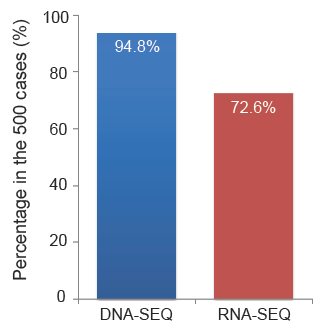 Percentage in the 500 cases (%)
100
80
60
40
20
0
94.8%
72.6%
DNA-SEQ
RNA-SEQ